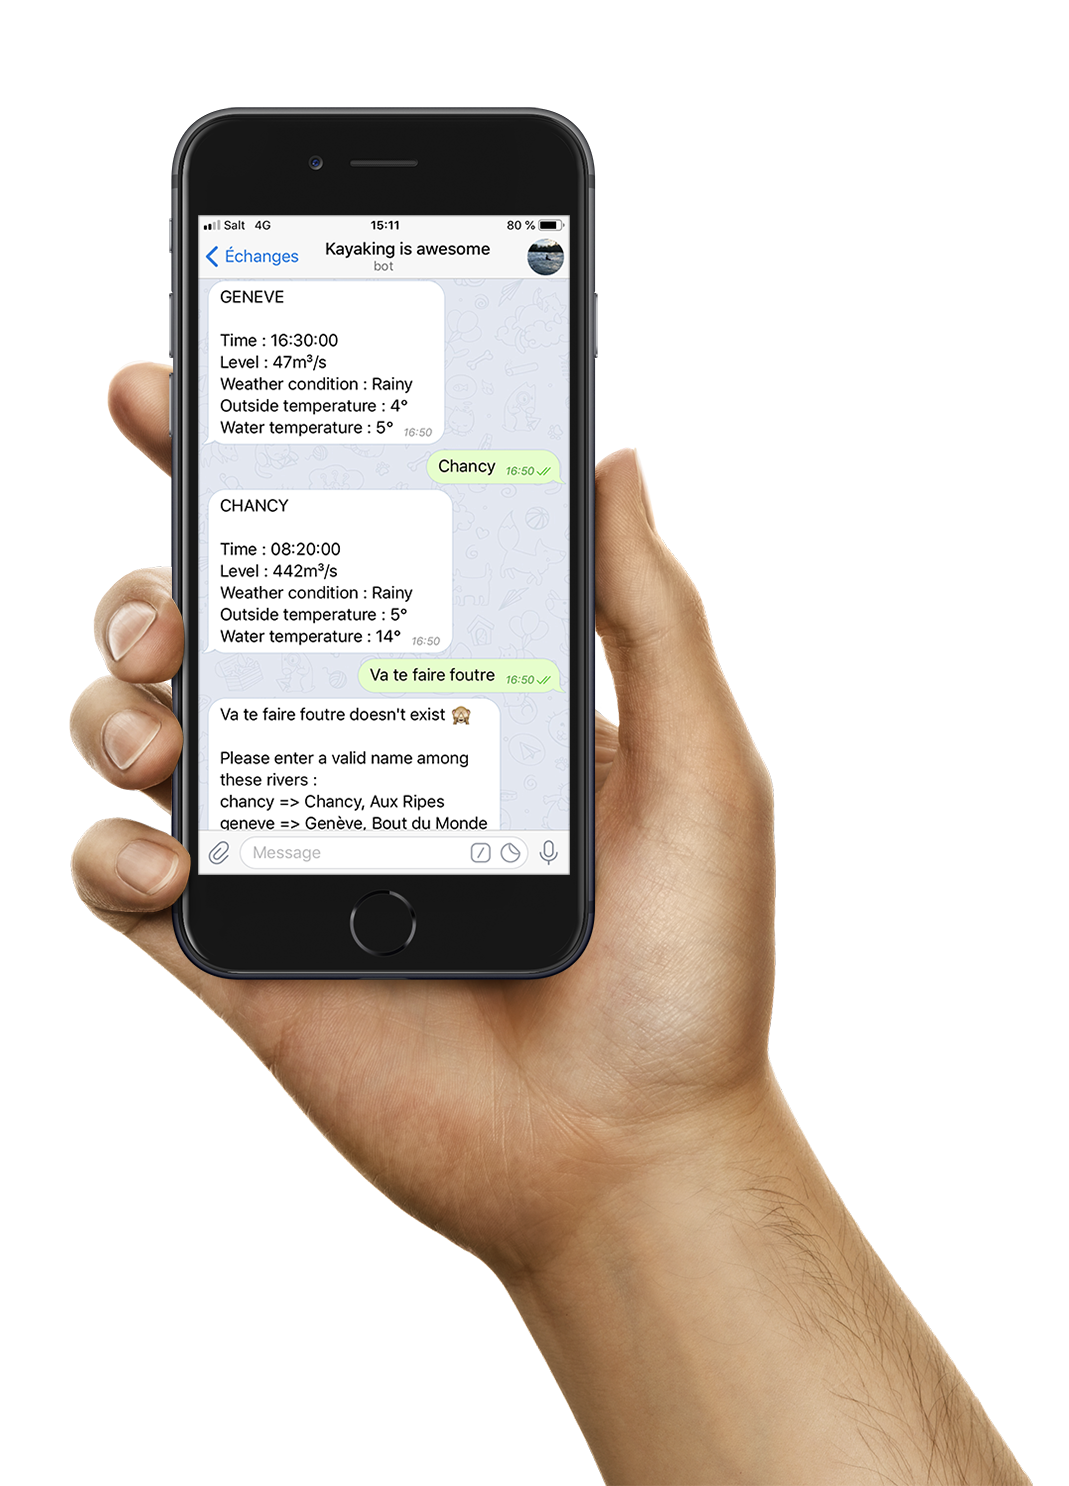 Salt 4G 15:11 80 %
Échanges
Kayaking is awesome
bot
GENEVE
Time : 16:30:00
Level : 47m³/s
Weather condition : Rainy
Outside temperature : 4°
Water temperature : 5° 16:50
Chancy 16:50
CHANCY
Time : 08:20:00
Level : 442m³/s
Weather condition : Rainy
Outside temperature : 5°
Water temperature : 14° 16:50
Va te faire foutre 16:50
Va te faire foutre doesn't exist 🙈
Please enter a valid name among
these rivers :
chancy => Chancy, Aux Ripes
geneve => Genève, Bout du Monde
Message